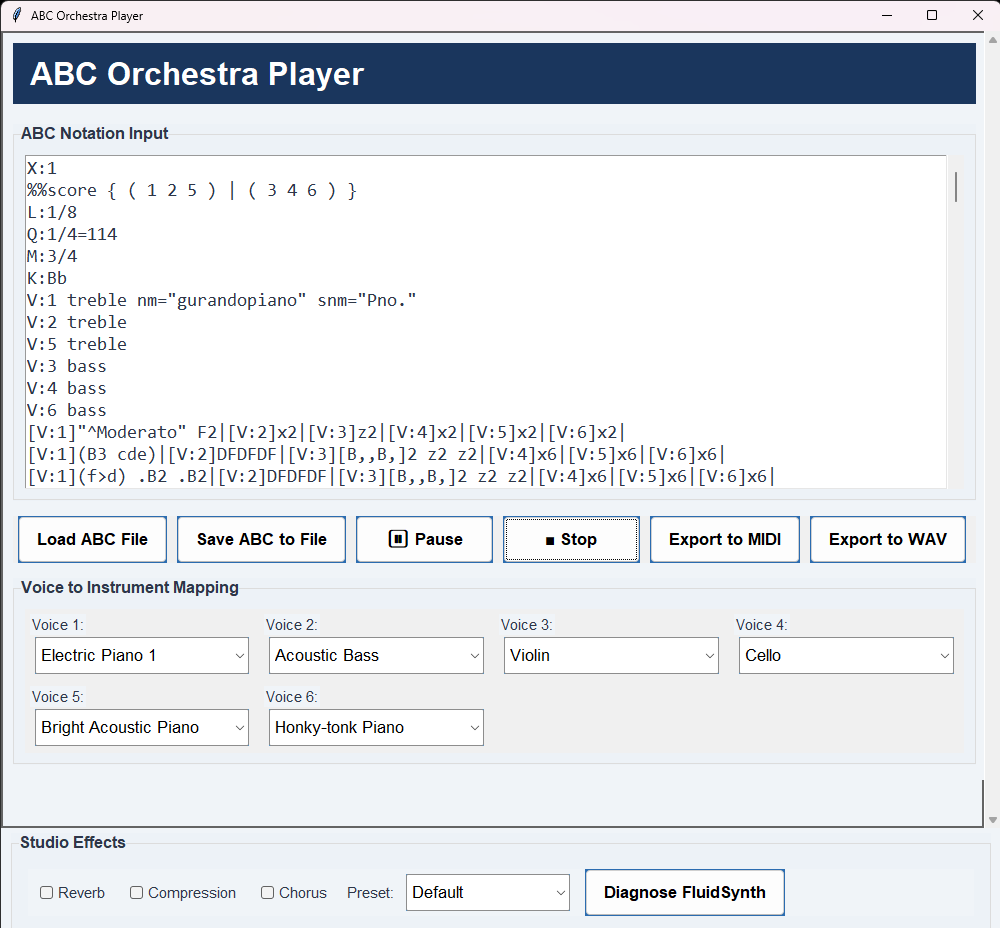 ABC Orchestra Player
ABC Orchestra Player
ABC Notation Input
X:1
%%score { ( 1 2 5 ) | ( 3 4 6 ) }
L:1/8
Q:1/4=114
M:3/4
K:Bb
V:1 treble nm="gurandopiano" snm="Pno."
V:2 treble
V:5 treble
V:3 bass
V:4 bass
V:6 bass
[V:1]"^Moderato" F2|[V:2]x2|[V:3]z2|[V:4]x2|[V:5]x2|[V:6]x2|
[V:1](B3 cde)|[V:2]DFDFDF|[V:3][B,,B,]2 z2 z2|[V:4]x6|[V:5]x6|[V:6]x6|
[V:1](f>d) .B2 .B2|[V:2]DFDFDF|[V:3][B,,B,]2 z2 z2|[V:4]x6|[V:5]x6|[V:6]x6|
Load ABC File Save ABC to File ⏸ Pause ■ Stop Export to MIDI Export to WAV
Voice to Instrument Mapping
Voice 1: Voice 2: Voice 3: Voice 4:
Electric Piano 1 Acoustic Bass Violin Cello
Voice 5: Voice 6:
Bright Acoustic Piano Honky-tonk Piano
Studio Effects
Reverb Compression Chorus Preset: Default Diagnose FluidSynth